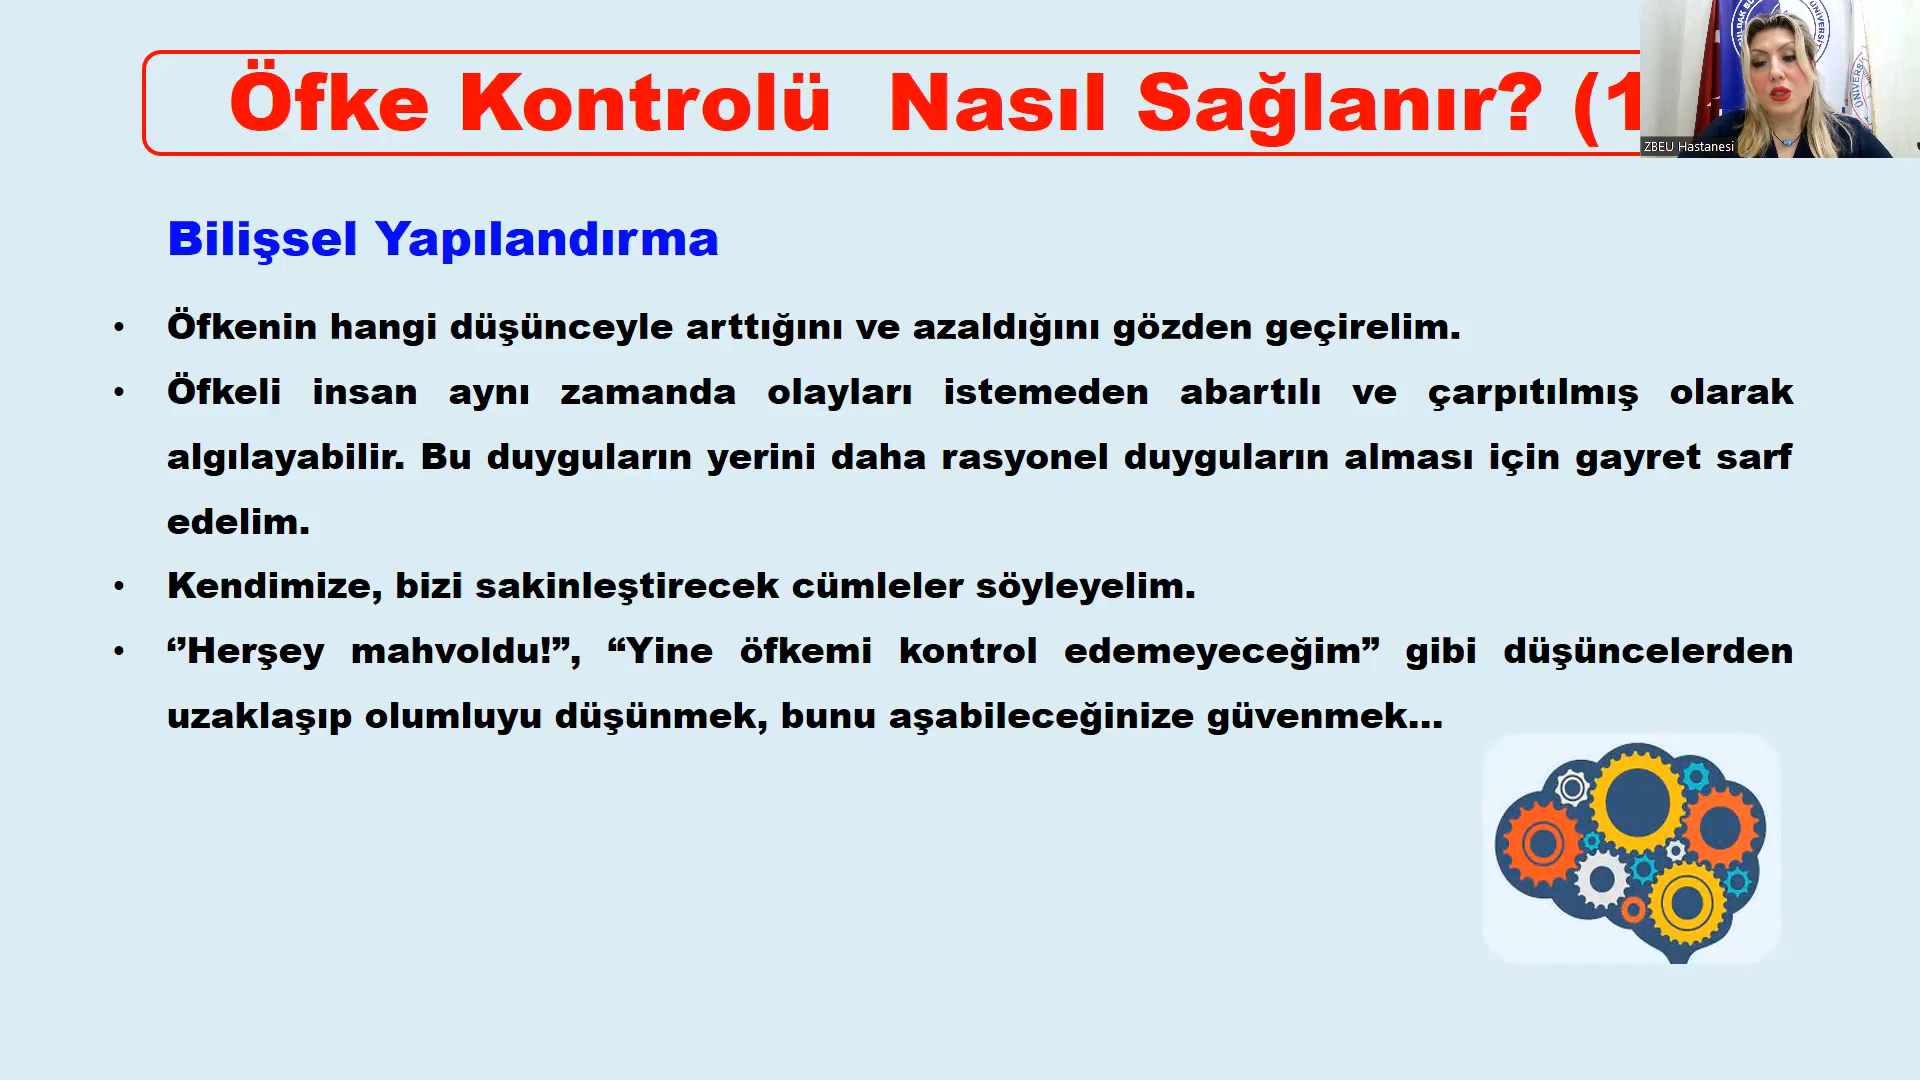 Öfke Kontrolü Nasıl Sağlanır? (1
ZBEU Hastanesi
Bilişsel Yapılandırma
• Öfkenin hangi düşünceyle arttığını ve azaldığını gözden geçirelim.
• Öfkeli insan aynı zamanda olayları istemeden abartılı ve çarpıtılmış olarak
algılayabilir. Bu duyguların yerini daha rasyonel duyguların alması için gayret sarf
edelim.
• Kendimize, bizi sakinleştirecek cümleler söyleyelim.
• ‘’Herşey mahvoldu!”, “Yine öfkemi kontrol edemeyeceğim” gibi düşüncelerden
uzaklaşıp olumluyu düşünmek, bunu aşabileceğinize güvenmek...